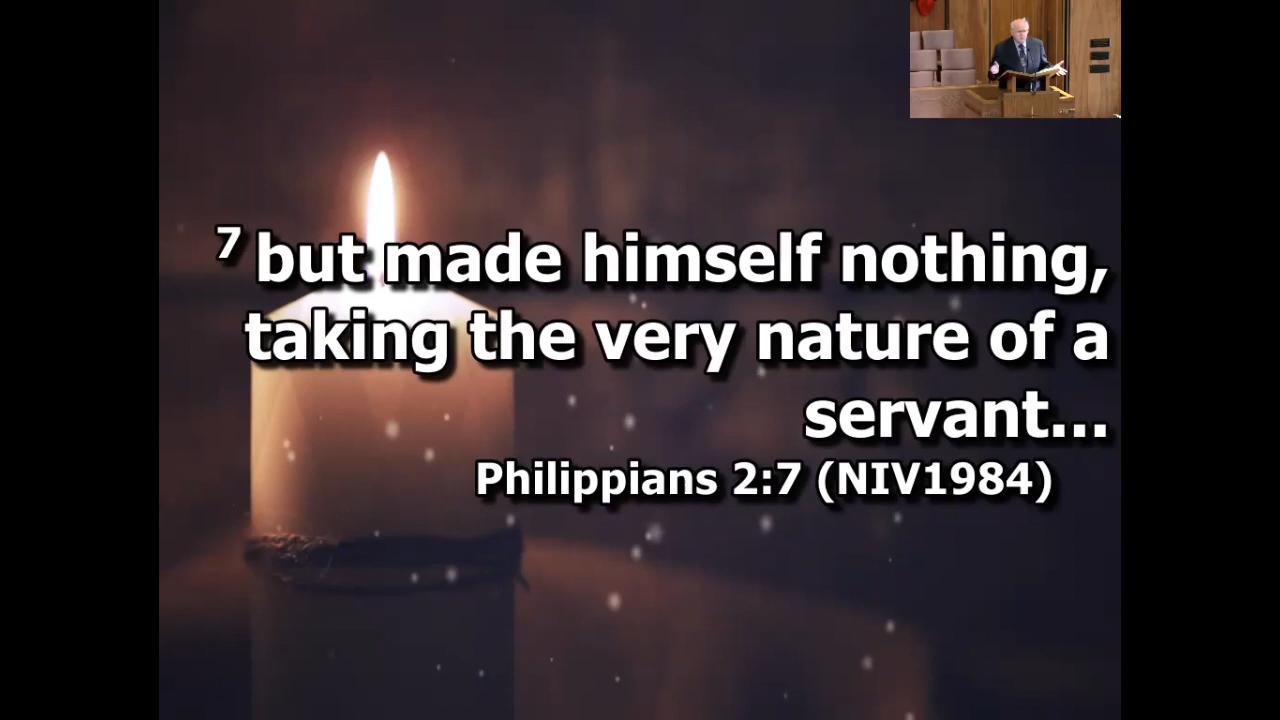 7 but made himself nothing,
taking the very nature of a
servant...
Philippians 2:7 (NIV1984)